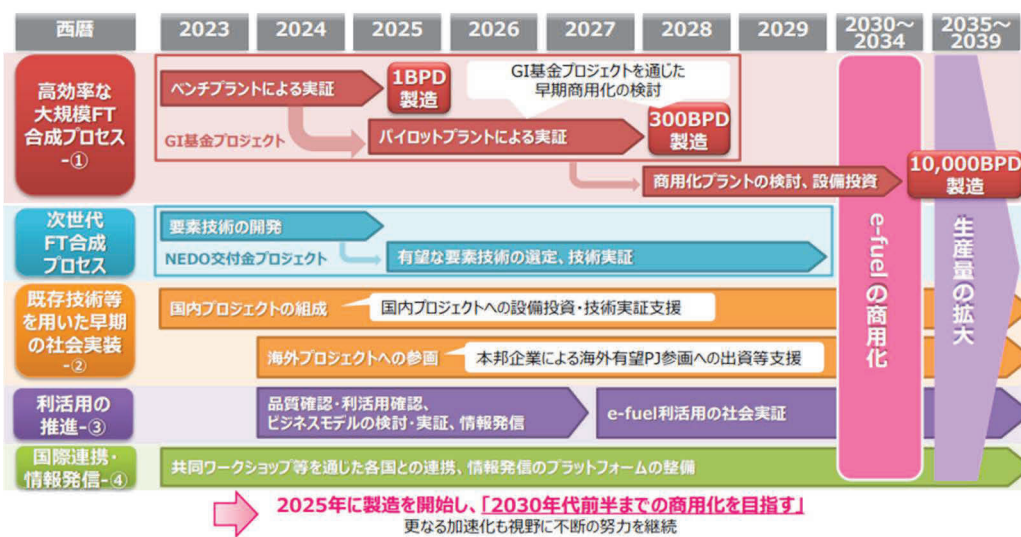 西暦
2023
2024
2025
2026
2027
2028
2029
2030～
2034
2035～
2039
高効率な
大規模FT
合成プロセス
-①
ベンチプラントによる実証
1BPD
製造
GI基金プロジェクトを通じた
早期商用化の検討
GI基金プロジェクト
パイロットプラントによる実証
300BPD
製造
商用化プラントの検討、設備投資
10,000BPD
製造
次世代
FT合成
プロセス
要素技術の開発
NEDO交付金プロジェクト
有望な要素技術の選定、技術実証
既存技術等
を用いた早期
の社会実装
-②
国内プロジェクトの組成
国内プロジェクトへの設備投資・技術実証支援
海外プロジェクトへの参画
本邦企業による海外有望PJ参画への出資等支援
利活用の
推進-③
品質確認・利活用確認、
ビジネスモデルの検討・実証、情報発信
e-fuel利活用の社会実証
国際連携・
情報発信-④
共同ワークショップ等を通じた各国との連携、情報発信のプラットフォームの整備
e-fuelの商用化
生産量の拡大
2025年に製造を開始し、「2030年代前半までの商用化を目指す」
更なる加速化も視野に不断の努力を継続